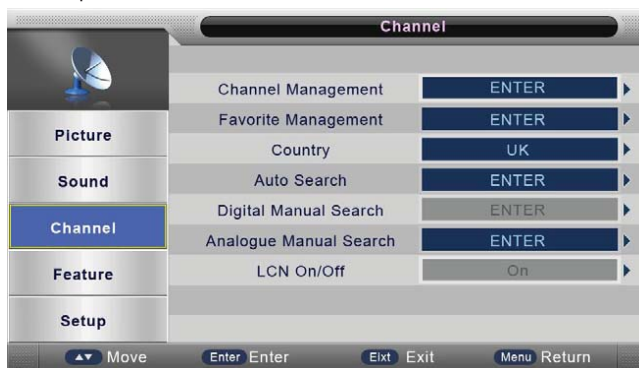 Channel
Channel Management ENTER
Favorite Management ENTER
Country UK
Auto Search ENTER
Digital Manual Search ENTER
Analogue Manual Search ENTER
LCN On/Off On
Picture
Sound
Channel
Feature
Setup
Move Enter Enter Eixt Exit Menu Return